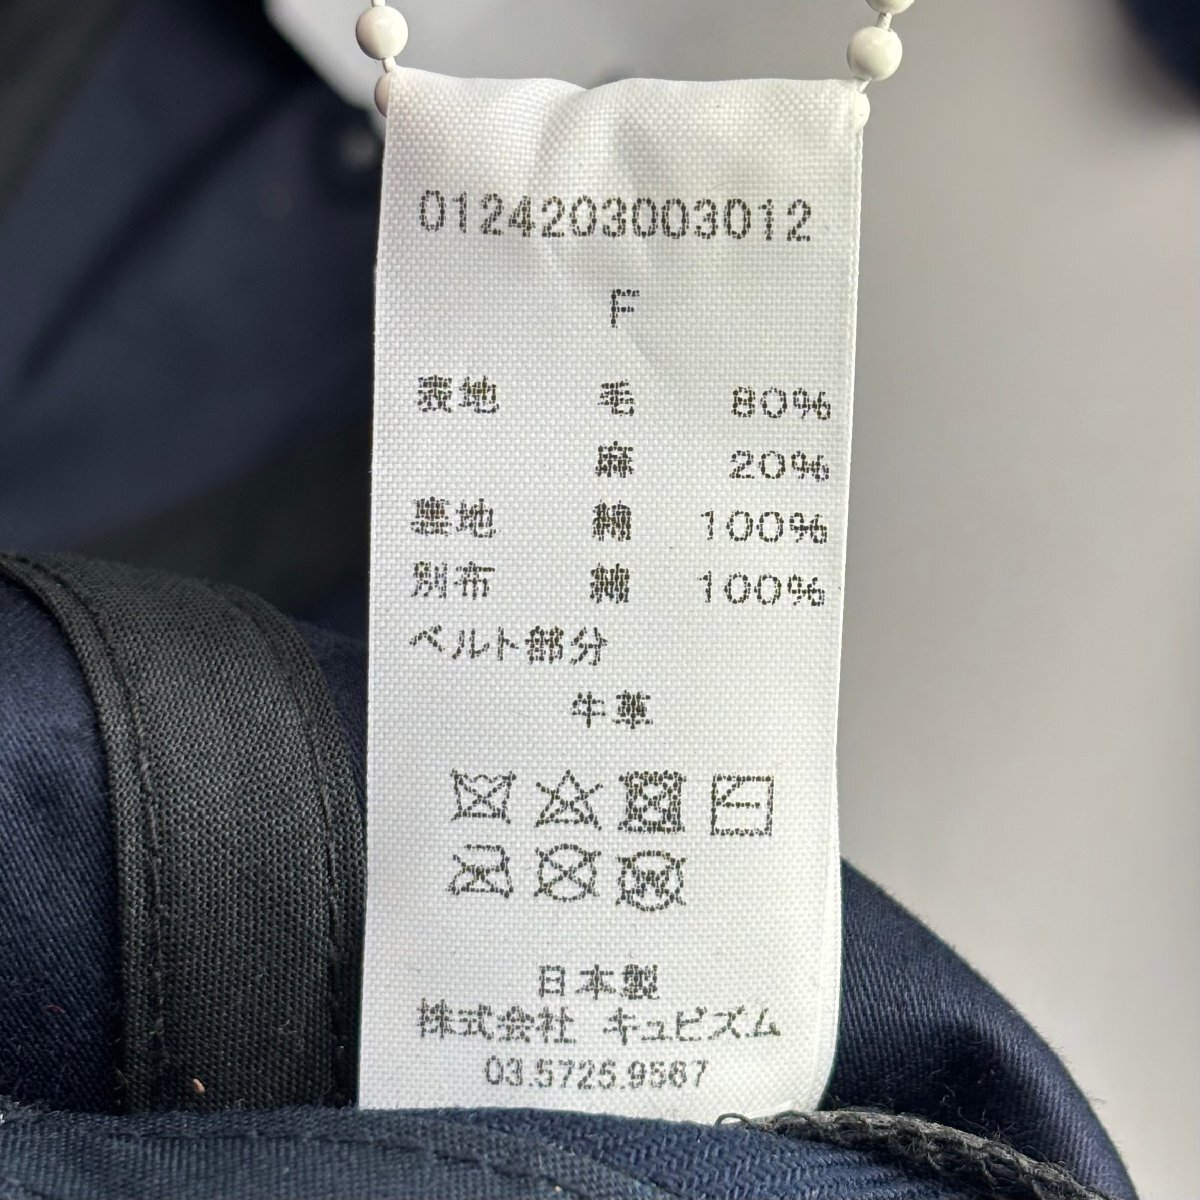 0124203003012
F
表地 毛 80%
麻 20%
裏地 綿 100%
別布 綿 100%
ベルト部分
牛革
日本製
株式会社 キュビズム
03.5725.9567